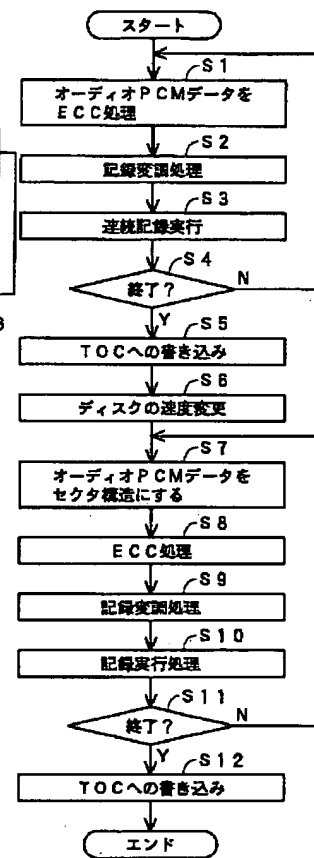 スタート
S1
オーディオPCMデータを
ECC処理
S2
記録変調処理
S3
連続記録実行
S4
終了?
N
Y
S5
TOCへの書き込み
S6
ディスクの速度変更
S7
オーディオPCMデータを
セクタ構造にする
S8
ECC処理
S9
記録変調処理
S10
記録実行処理
S11
終了?
N
Y
S12
TOCへの書き込み
エンド